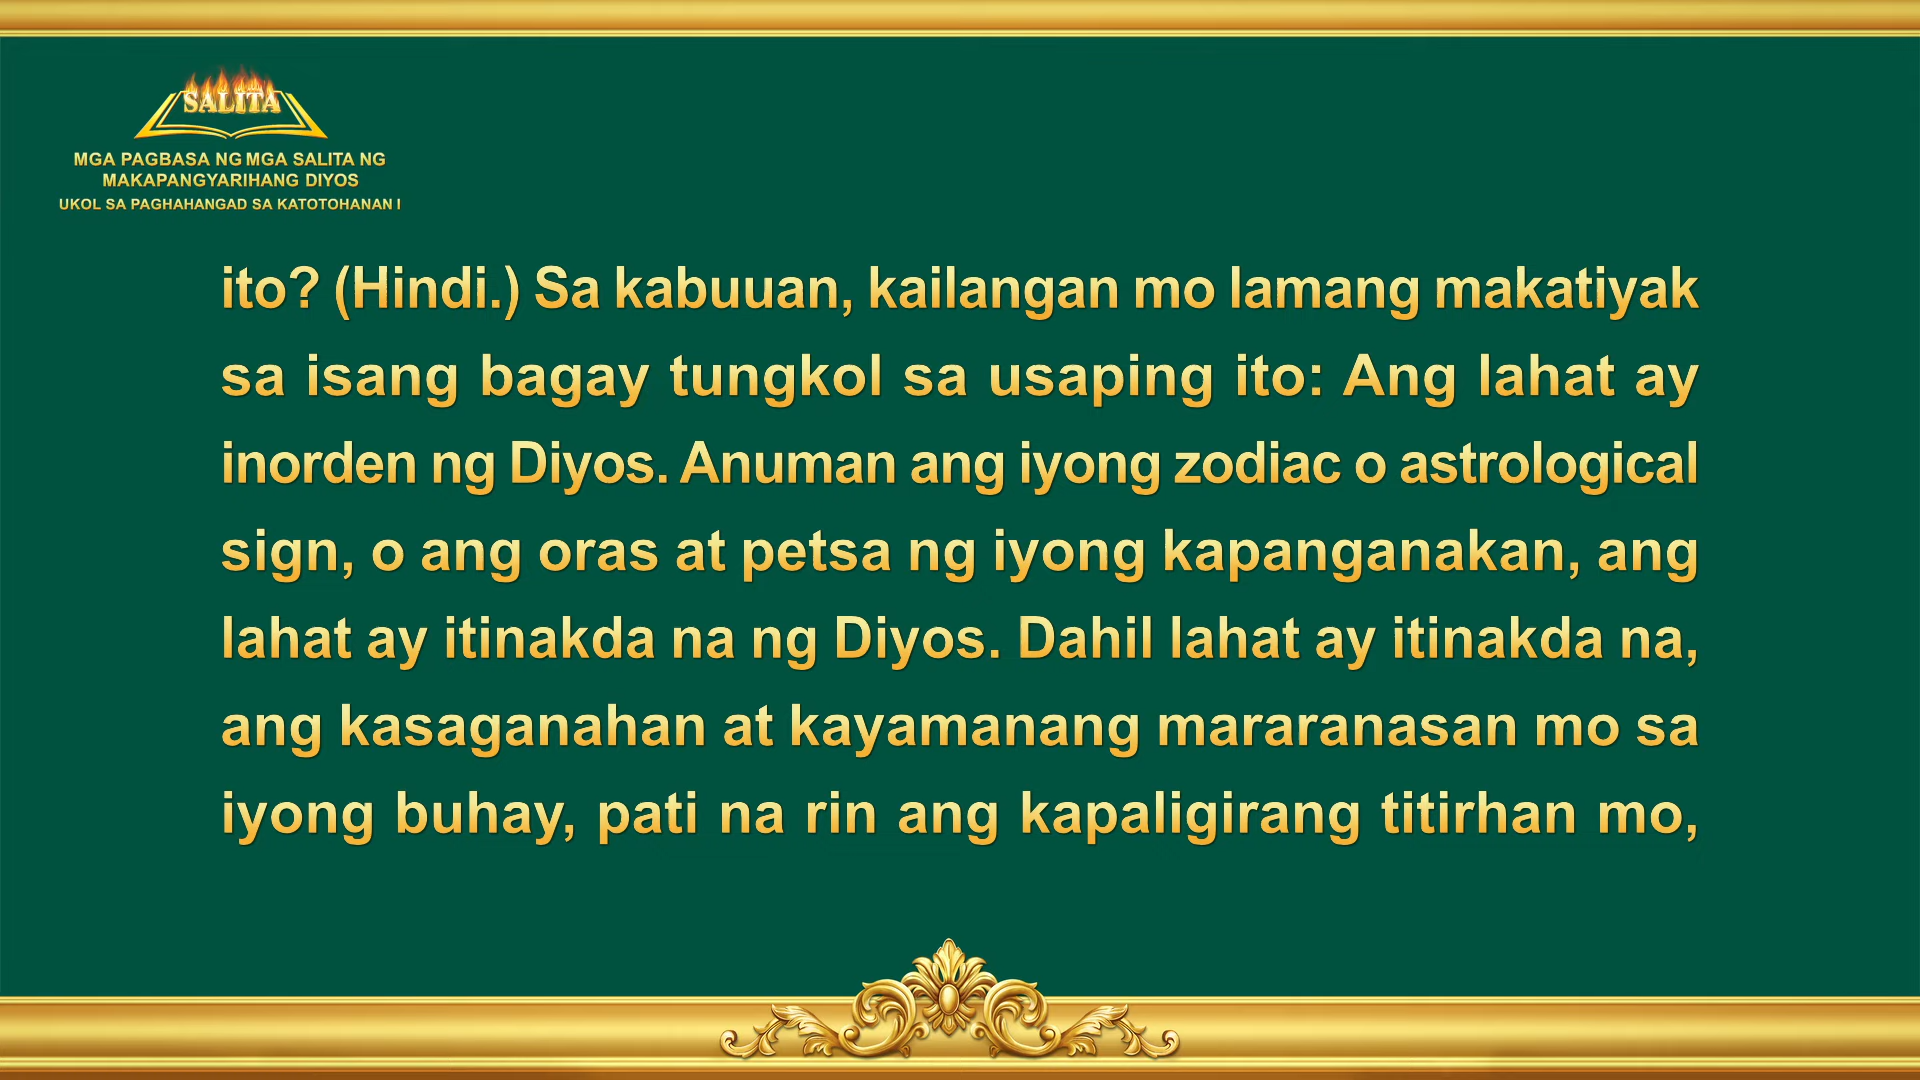 SALITA
MGA PAGBASA NG MGA SALITA NG
MAKAPANGYARIHANG DIYOS
UKOL SA PAGHAHANGAD SA KATOTOHANAN I
ito? (Hindi.) Sa kabuuan, kailangan mo lamang makatiyak
sa isang bagay tungkol sa usaping ito: Ang lahat ay
inorden ng Diyos. Anuman ang iyong zodiac o astrological
sign, o ang oras at petsa ng iyong kapanganakan, ang
lahat ay itinakda na ng Diyos. Dahil lahat ay itinakda na,
ang kasaganahan at kayamanang mararanasan mo sa
iyong buhay, pati na rin ang kapaligirang titirhan mo,